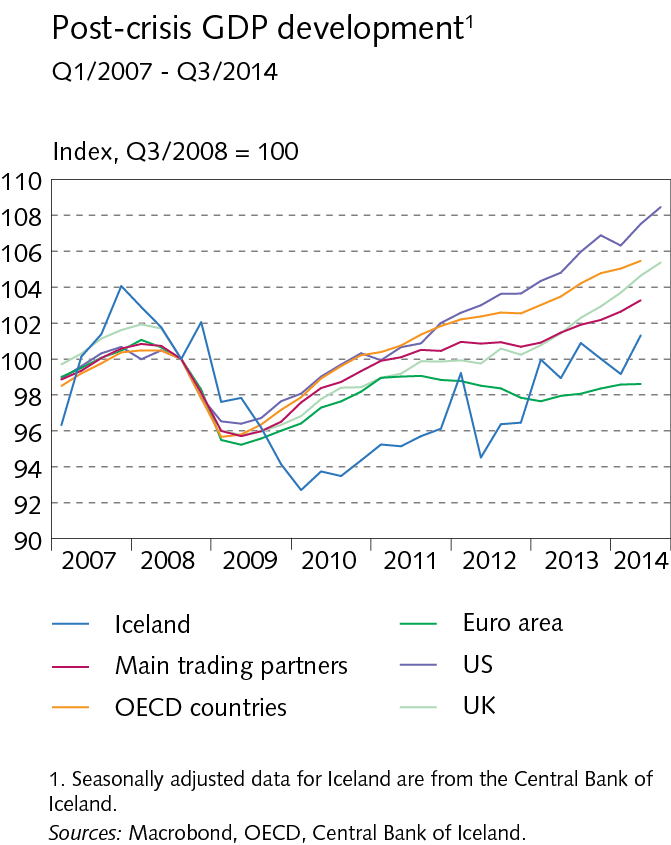 Post-crisis GDP development¹
Q1/2007 - Q3/2014
Index, Q3/2008 = 100
110
108
106
104
102
100
98
96
94
92
90
2007 2008 2009 2010 2011 2012 2013 2014
Iceland
Main trading partners
OECD countries
Euro area
US
UK
1. Seasonally adjusted data for Iceland are from the Central Bank of
Iceland.
Sources: Macrobond, OECD, Central Bank of Iceland.